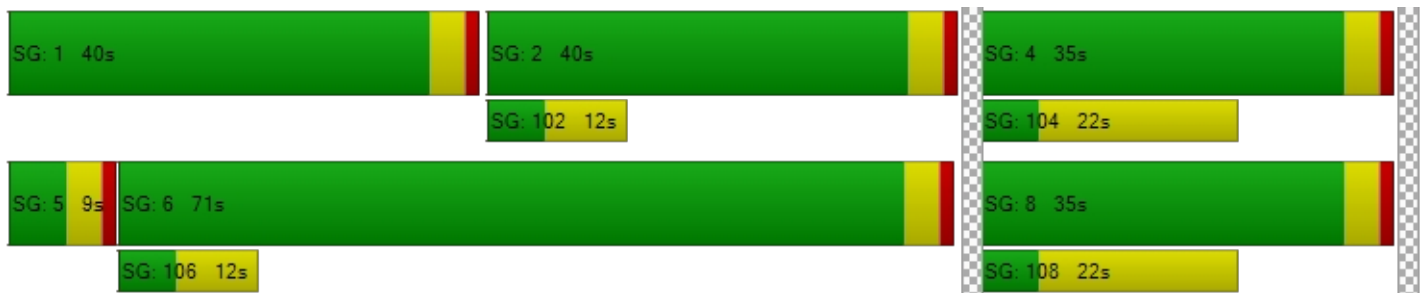 SG: 1 40s SG: 2 40s SG: 4 35s
SG: 102 12s SG: 104 22s
SG: 5 9s SG: 6 71s SG: 8 35s
SG: 106 12s SG: 108 22s